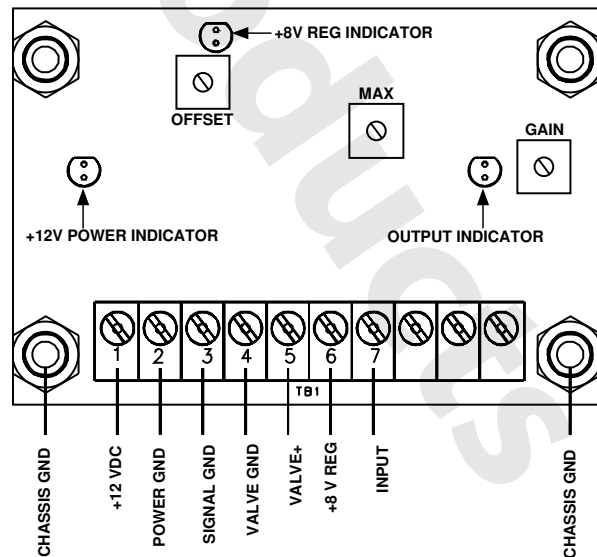 +8V REG INDICATOR
OFFSET
MAX
GAIN
+12V POWER INDICATOR
OUTPUT INDICATOR
1 2 3 4 5 6 7
TB1
CHASSIS GND
+12 VDC
POWER GND
SIGNAL GND
VALVE GND
VALVE+
+8 V REG
INPUT
CHASSIS GND
oducts